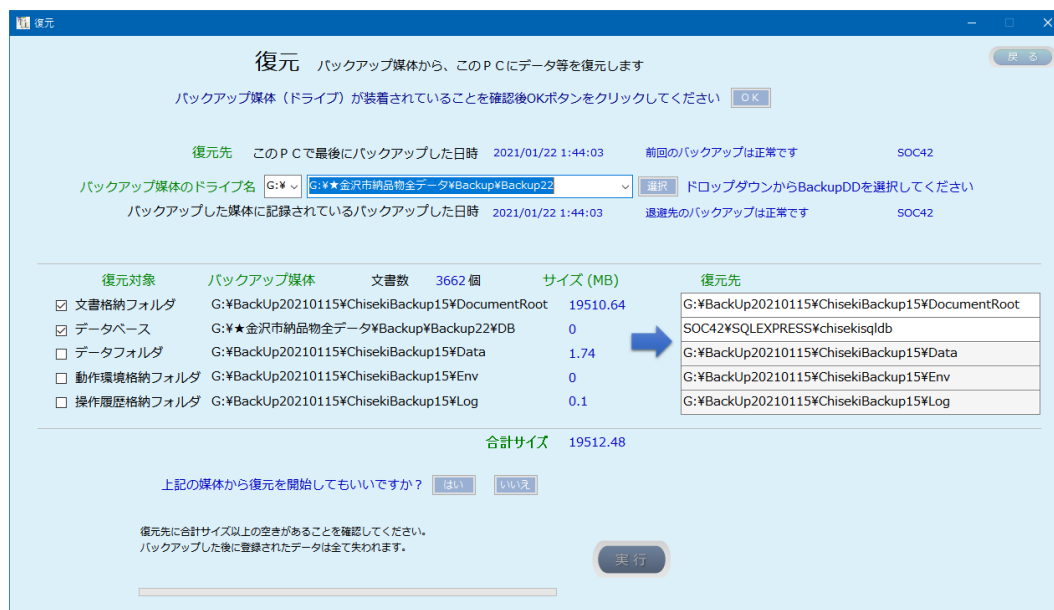 復元
復元 バックアップ媒体から、このPCにデータ等を復元します
戻る
バックアップ媒体（ドライブ）が装着されていることを確認後OKボタンをクリックしてください OK
復元先 このPCで最後にバックアップした日時 2021/01/22 1:44:03 前回のバックアップは正常です SOC42
バックアップ媒体のドライブ名 G:¥ G:¥★金沢市納品物全データ¥Backup¥Backup22 選択 ドロップダウンからBackupDDを選択してください
バックアップした媒体に記録されているバックアップした日時 2021/01/22 1:44:03 退避先のバックアップは正常です SOC42
復元対象 バックアップ媒体 文書数 3662 個 サイズ (MB) 復元先
文書格納フォルダ G:¥BackUp20210115¥ChisekiBackup15¥DocumentRoot 19510.64 G:¥BackUp20210115¥ChisekiBackup15¥DocumentRoot
データベース G:¥★金沢市納品物全データ¥Backup¥Backup22¥DB 0 SOC42¥SQLEXPRESS¥chisekisqldb
データフォルダ G:¥BackUp20210115¥ChisekiBackup15¥Data 1.74 G:¥BackUp20210115¥ChisekiBackup15¥Data
動作環境格納フォルダ G:¥BackUp20210115¥ChisekiBackup15¥Env 0 G:¥BackUp20210115¥ChisekiBackup15¥Env
操作履歴格納フォルダ G:¥BackUp20210115¥ChisekiBackup15¥Log 0.1 G:¥BackUp20210115¥ChisekiBackup15¥Log
合計サイズ 19512.48
上記の媒体から復元を開始してもいいですか？ はい いいえ
復元先に合計サイズ以上の空きがあることを確認してください。
バックアップした後に登録されたデータは全て失われます。
実行